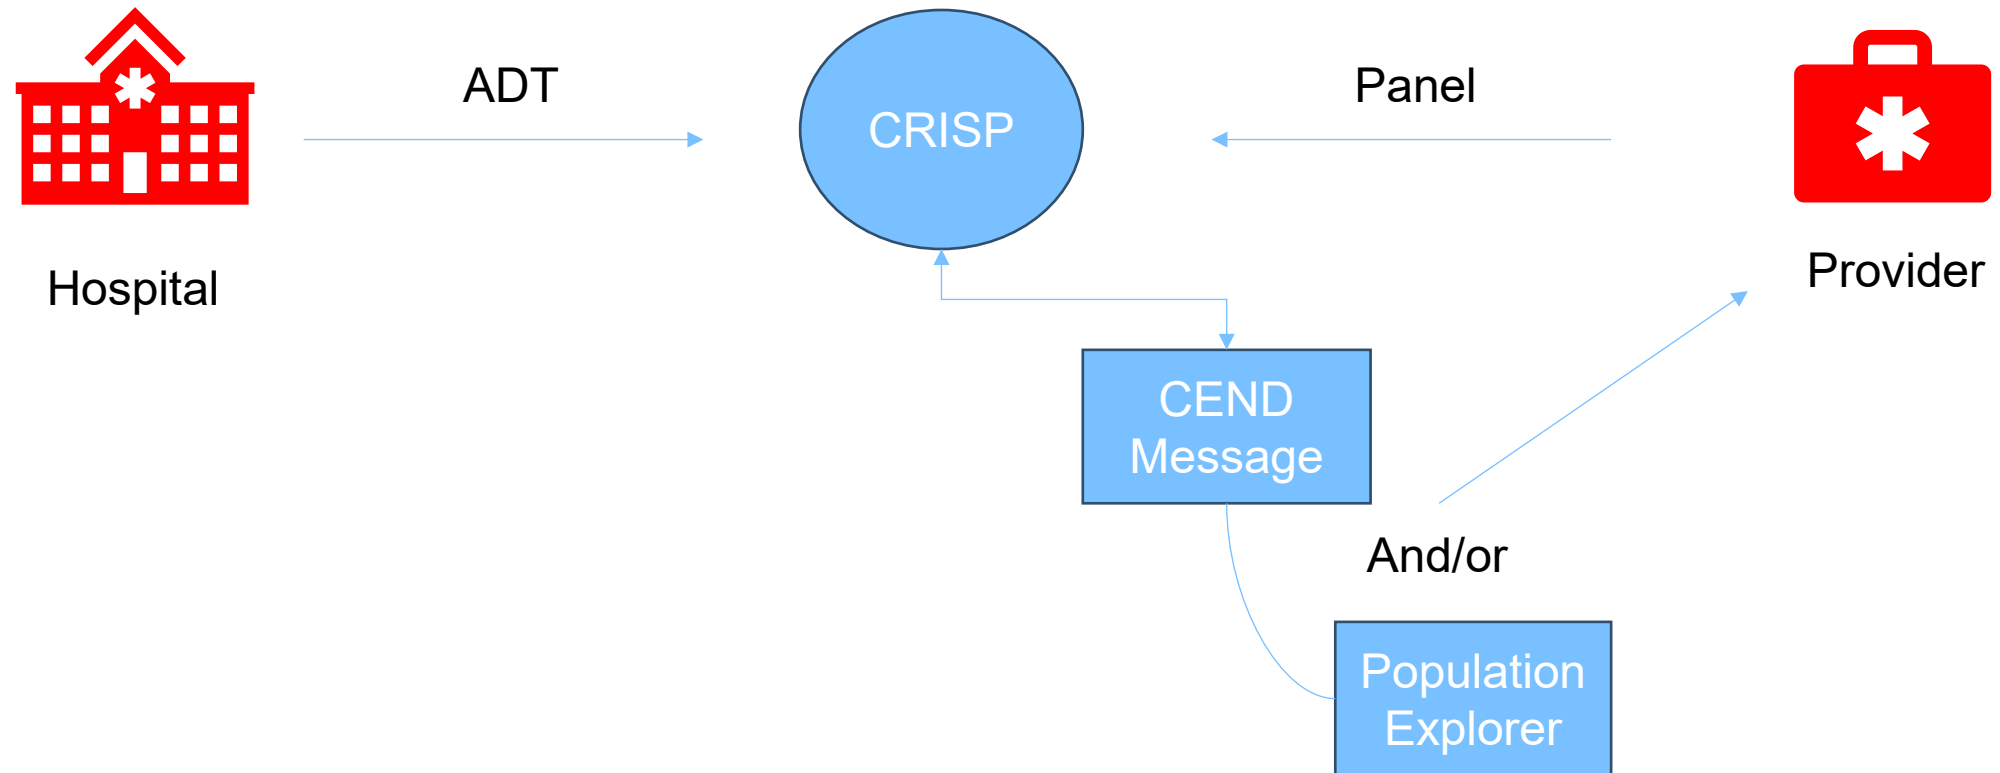 ADT
CRISP
Panel
Hospital
Provider
CEND
Message
And/or
Population
Explorer